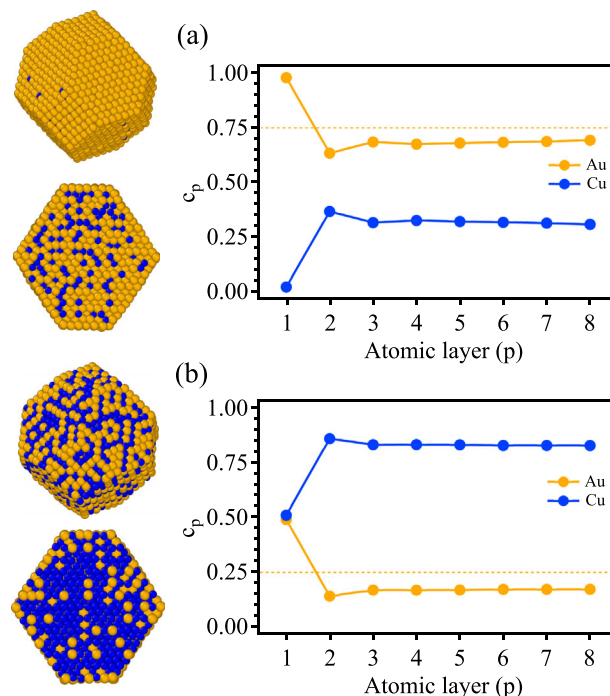 (a)
1.00
0.75
0.50
0.25
0.00
c_p
Au
Cu
1 2 3 4 5 6 7 8
Atomic layer (p)
(b)
1.00
0.75
0.50
0.25
0.00
c_p
Au
Cu
1 2 3 4 5 6 7 8
Atomic layer (p)